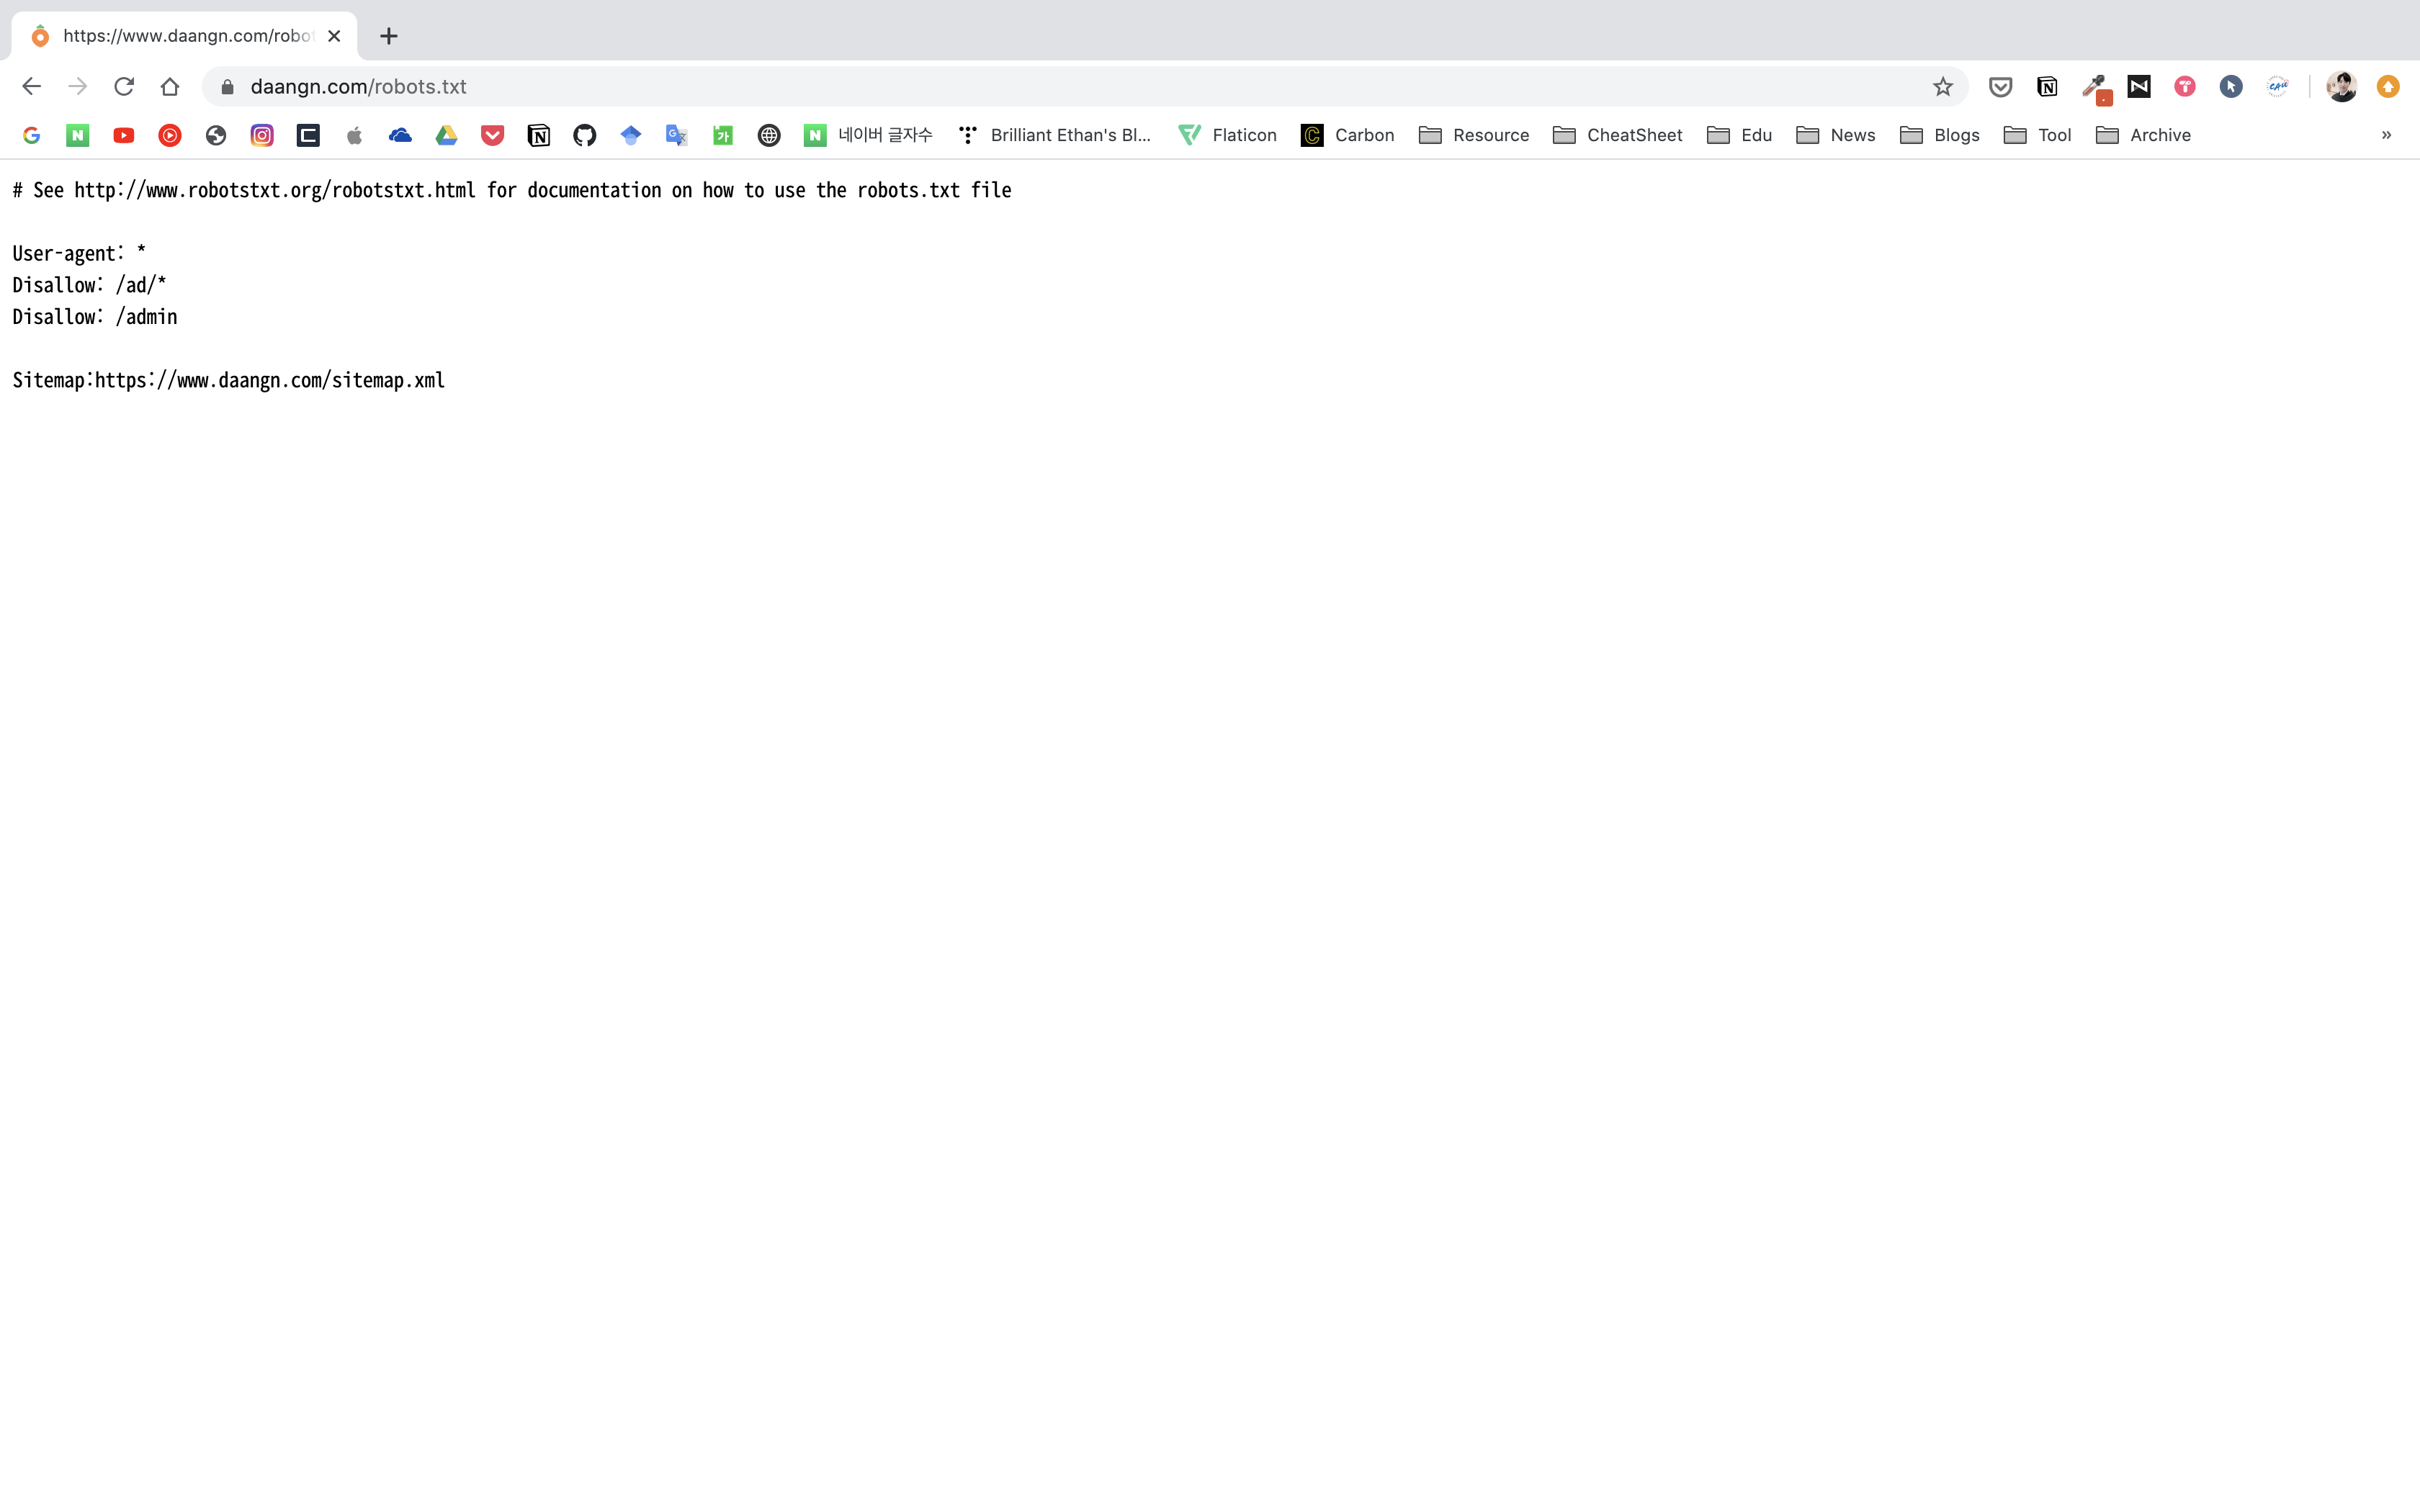 https://www.daangn.com/robot
daangn.com/robots.txt
네이버 글자수 Brilliant Ethan's Bl... Flaticon Carbon Resource CheatSheet Edu News Blogs Tool Archive »
# See http://www.robotstxt.org/robotstxt.html for documentation on how to use the robots.txt file
User-agent: *
Disallow: /ad/*
Disallow: /admin
Sitemap:https://www.daangn.com/sitemap.xml